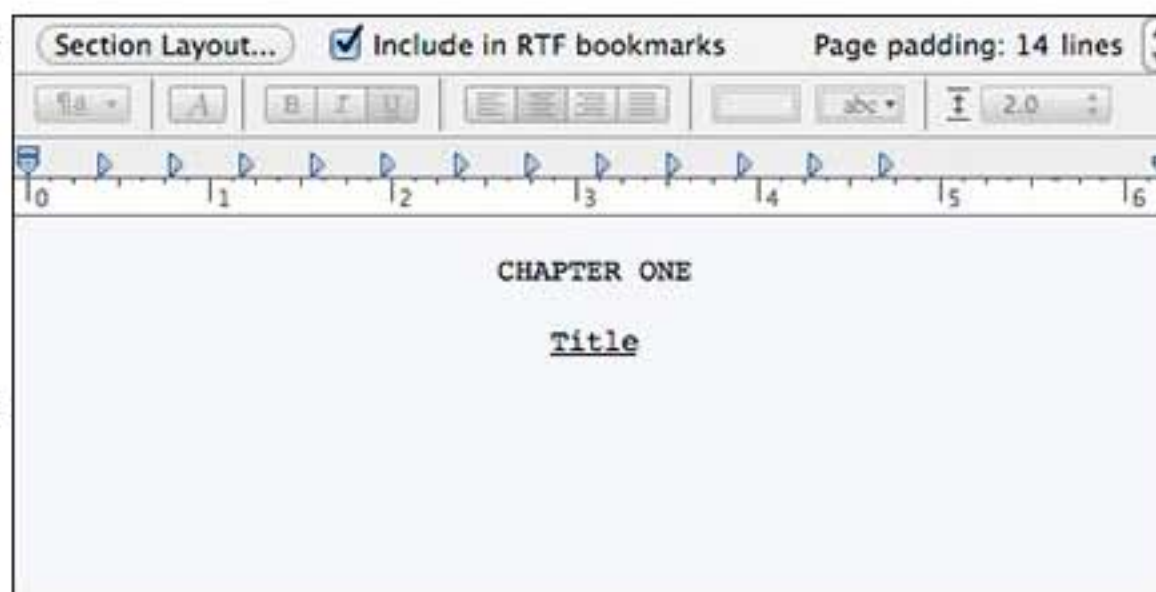 Section Layout... Include in RTF bookmarks Page padding: 14 lines
¶a A B I U abc 2.0
0 1 2 3 4 5 6
CHAPTER ONE
Title